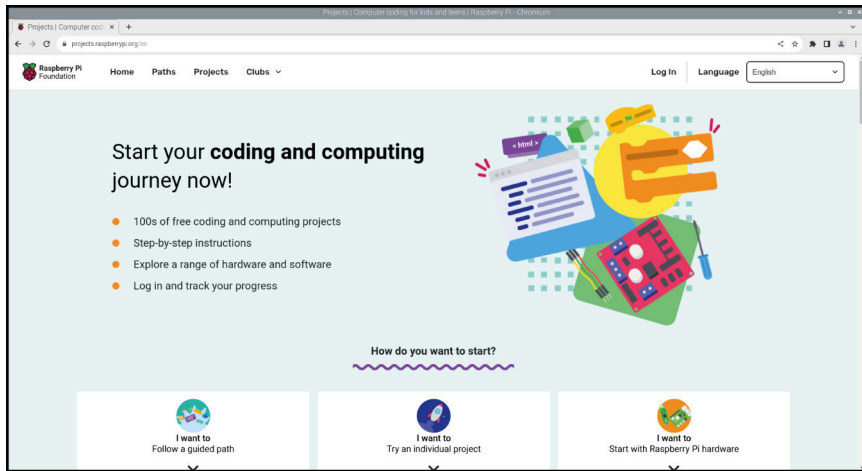 Projects | Computer coding for kids and teens | Raspberry Pi - Chromium
Projects | Computer codi
projects.raspberrypi.org/en
Raspberry Pi
Foundation
Home Paths Projects Clubs
Log In Language English
< html >
Start your coding and computing
journey now!
100s of free coding and computing projects
Step-by-step instructions
Explore a range of hardware and software
Log in and track your progress
How do you want to start?
I want to
Follow a guided path
I want to
Try an individual project
I want to
Start with Raspberry Pi hardware